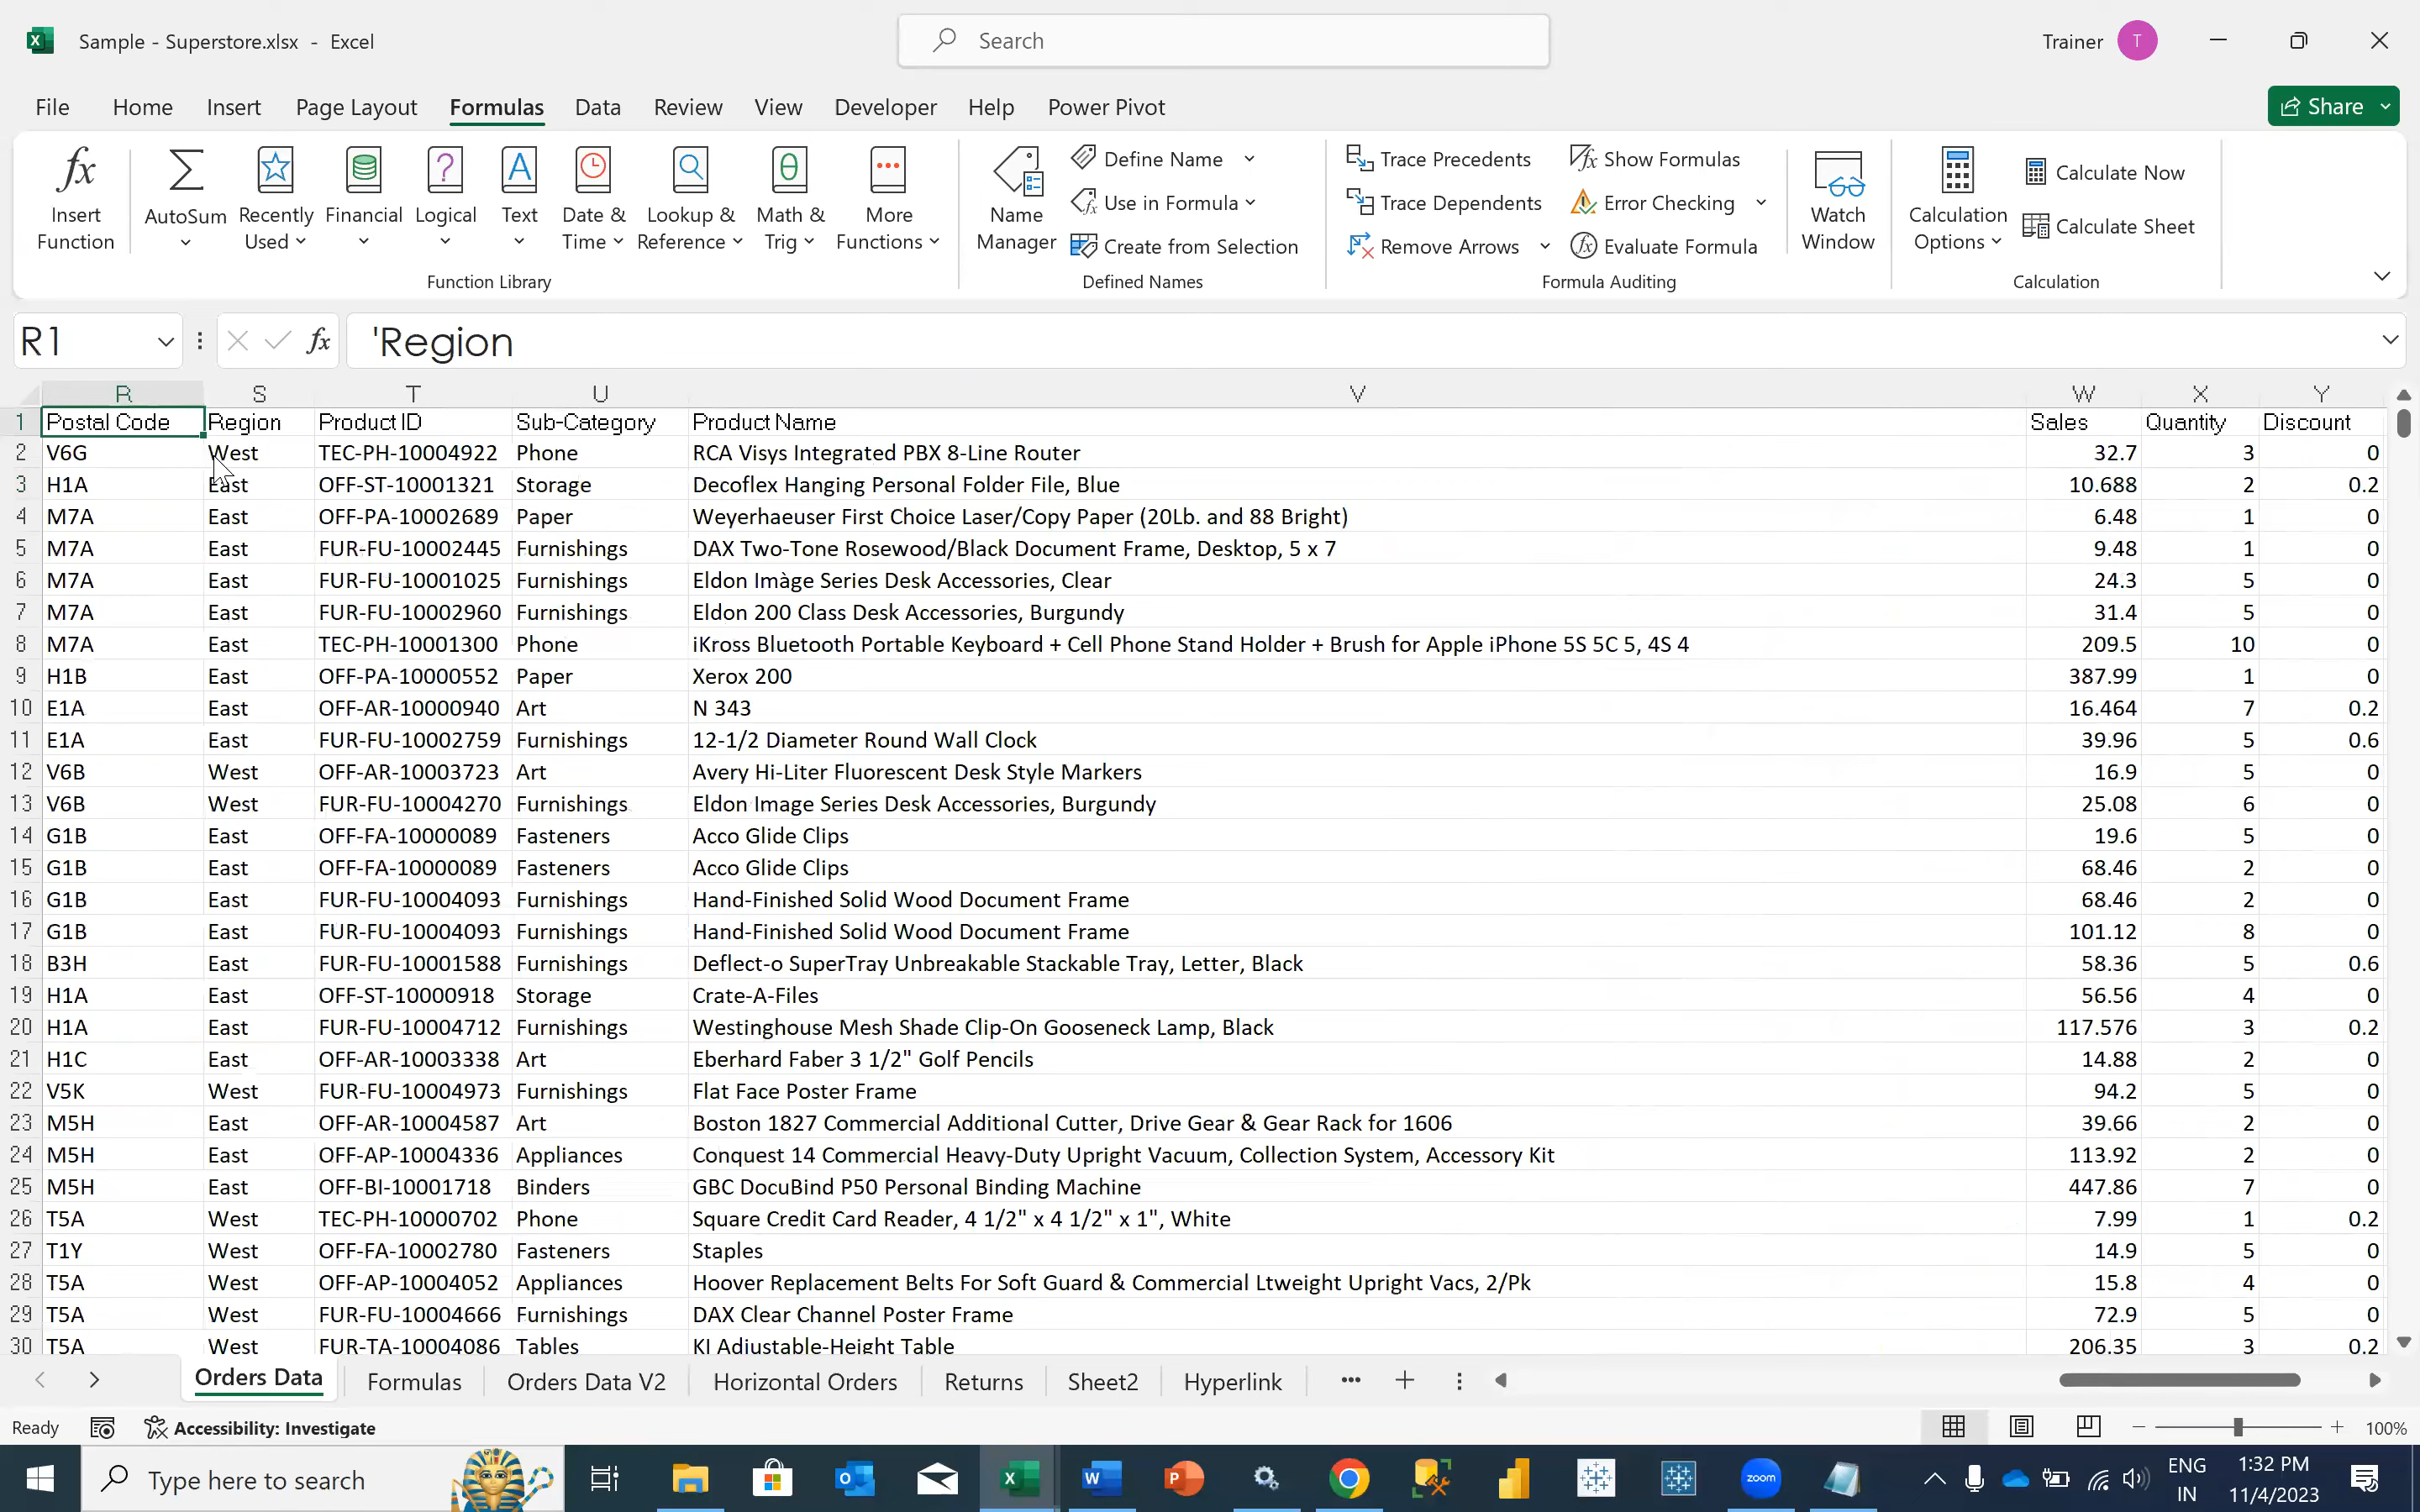 Sample - Superstore.xlsx - Excel
Search
Trainer T
File Home Insert Page Layout Formulas Data Review View Developer Help Power Pivot
Share
Insert Function
AutoSum
Recently Used
Financial
Logical
Text
Date & Time
Lookup & Reference
Math & Trig
More Functions
Function Library
Name Manager
Define Name
Use in Formula
Create from Selection
Defined Names
Trace Precedents
Trace Dependents
Remove Arrows
Show Formulas
Error Checking
Evaluate Formula
Formula Auditing
Watch Window
Calculation Options
Calculate Now
Calculate Sheet
Calculation
R1 fx 'Region
R S T U V W X Y
1 Postal Code Region Product ID Sub-Category Product Name Sales Quantity Discount
2 V6G West TEC-PH-10004922 Phone RCA Visys Integrated PBX 8-Line Router 32.7 3 0
3 H1A East OFF-ST-10001321 Storage Decoflex Hanging Personal Folder File, Blue 10.688 2 0.2
4 M7A East OFF-PA-10002689 Paper Weyerhaeuser First Choice Laser/Copy Paper (20Lb. and 88 Bright) 6.48 1 0
5 M7A East FUR-FU-10002445 Furnishings DAX Two-Tone Rosewood/Black Document Frame, Desktop, 5 x 7 9.48 1 0
6 M7A East FUR-FU-10001025 Furnishings Eldon Imàge Series Desk Accessories, Clear 24.3 5 0
7 M7A East FUR-FU-10002960 Furnishings Eldon 200 Class Desk Accessories, Burgundy 31.4 5 0
8 M7A East TEC-PH-10001300 Phone iKross Bluetooth Portable Keyboard + Cell Phone Stand Holder + Brush for Apple iPhone 5S 5C 5, 4S 4 209.5 10 0
9 H1B East OFF-PA-10000552 Paper Xerox 200 387.99 1 0
10 E1A East OFF-AR-10000940 Art N 343 16.464 7 0.2
11 E1A East FUR-FU-10002759 Furnishings 12-1/2 Diameter Round Wall Clock 39.96 5 0.6
12 V6B West OFF-AR-10003723 Art Avery Hi-Liter Fluorescent Desk Style Markers 16.9 5 0
13 V6B West FUR-FU-10004270 Furnishings Eldon Image Series Desk Accessories, Burgundy 25.08 6 0
14 G1B East OFF-FA-10000089 Fasteners Acco Glide Clips 19.6 5 0
15 G1B East OFF-FA-10000089 Fasteners Acco Glide Clips 68.46 2 0
16 G1B East FUR-FU-10004093 Furnishings Hand-Finished Solid Wood Document Frame 68.46 2 0
17 G1B East FUR-FU-10004093 Furnishings Hand-Finished Solid Wood Document Frame 101.12 8 0
18 B3H East FUR-FU-10001588 Furnishings Deflect-o SuperTray Unbreakable Stackable Tray, Letter, Black 58.36 5 0.6
19 H1A East OFF-ST-10000918 Storage Crate-A-Files 56.56 4 0
20 H1A East FUR-FU-10004712 Furnishings Westinghouse Mesh Shade Clip-On Gooseneck Lamp, Black 117.576 3 0.2
21 H1C East OFF-AR-10003338 Art Eberhard Faber 3 1/2" Golf Pencils 14.88 2 0
22 V5K West FUR-FU-10004973 Furnishings Flat Face Poster Frame 94.2 5 0
23 M5H East OFF-AR-10004587 Art Boston 1827 Commercial Additional Cutter, Drive Gear & Gear Rack for 1606 39.66 2 0
24 M5H East OFF-AP-10004336 Appliances Conquest 14 Commercial Heavy-Duty Upright Vacuum, Collection System, Accessory Kit 113.92 2 0
25 M5H East OFF-BI-10001718 Binders GBC DocuBind P50 Personal Binding Machine 447.86 7 0
26 T5A West TEC-PH-10000702 Phone Square Credit Card Reader, 4 1/2" x 4 1/2" x 1", White 7.99 1 0.2
27 T1Y West OFF-FA-10002780 Fasteners Staples 14.9 5 0
28 T5A West OFF-AP-10004052 Appliances Hoover Replacement Belts For Soft Guard & Commercial Ltweight Upright Vacs, 2/Pk 15.8 4 0
29 T5A West FUR-FU-10004666 Furnishings DAX Clear Channel Poster Frame 72.9 5 0
30 T5A West FUR-TA-10004086 Tables KI Adjustable-Height Table 206.35 3 0.2
Orders Data Formulas Orders Data V2 Horizontal Orders Returns Sheet2 Hyperlink
Ready Accessibility: Investigate 100%
Type here to search
zoom
ENG 1:32 PM
IN 11/4/2023